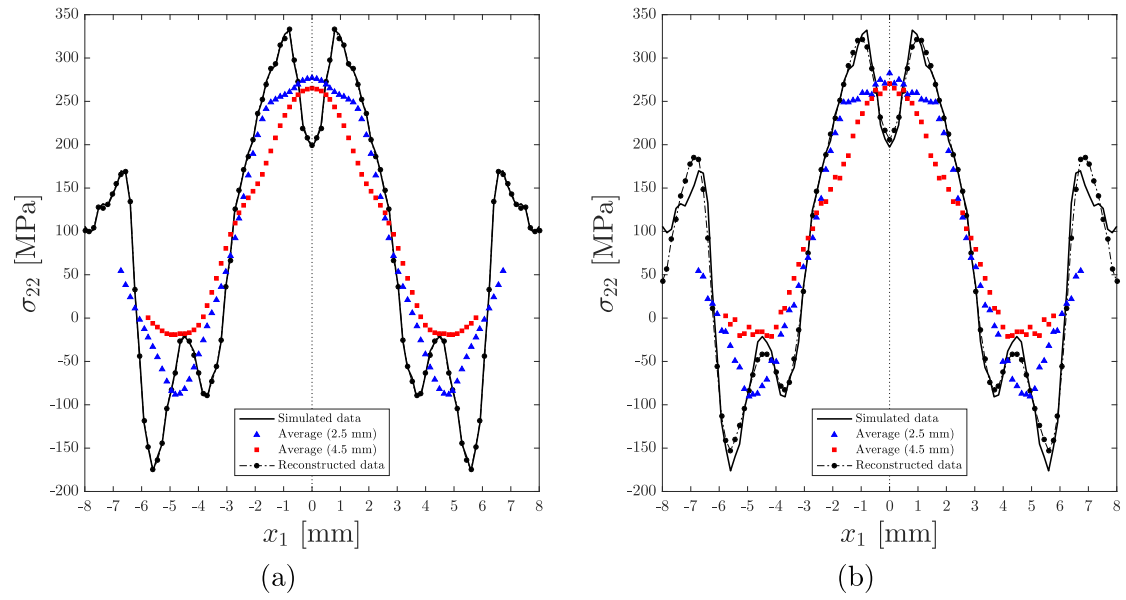 350
300
250
200
150
100
50
0
-50
-100
-150
-200
σ22 [MPa]
-8 -7 -6 -5 -4 -3 -2 -1 0 1 2 3 4 5 6 7 8
x1 [mm]
Simulated data
Average (2.5 mm)
Average (4.5 mm)
Reconstructed data
(a)
350
300
250
200
150
100
50
0
-50
-100
-150
-200
σ22 [MPa]
-8 -7 -6 -5 -4 -3 -2 -1 0 1 2 3 4 5 6 7 8
x1 [mm]
Simulated data
Average (2.5 mm)
Average (4.5 mm)
Reconstructed data
(b)